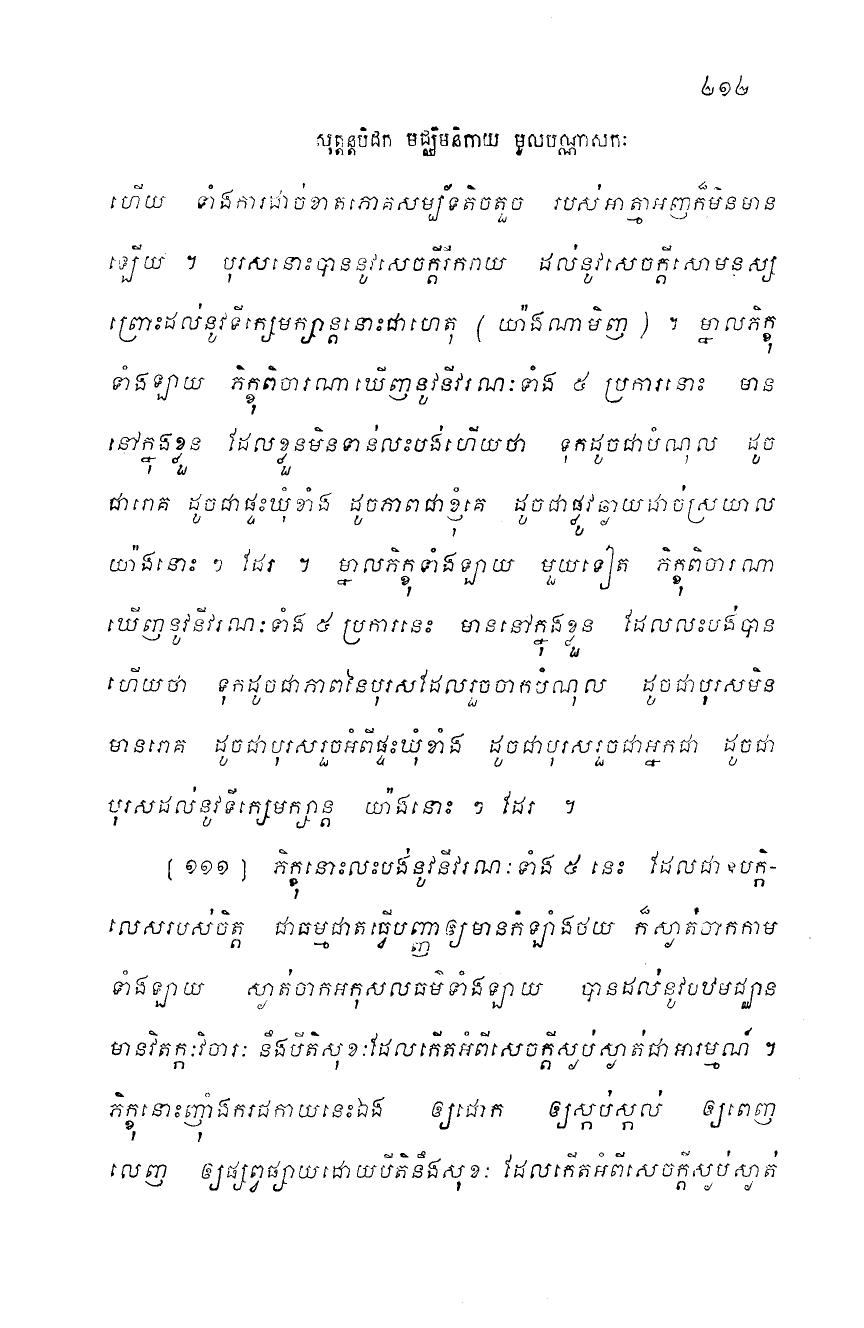 ២១២
សុត្តន្តបិដក មជ្ឈិមនិកាយ មូលបណ្ណាសកៈ
ហើយ ទាំងការដាច់ខាតភោគសម្ប័ទតិចតួច របស់អាត្មាអញក៏មិនមាន
ឡើយ ។ បុរសនោះបាននូវសេចក្តីរីករាយ ដល់នូវសេចក្តីសោមនស្ស
ព្រោះដល់នូវទីក្សេមក្សាន្តនោះជាហេតុ ( យ៉ាងណាមិញ ) ។ ម្នាលភិក្ខុ
ទាំងឡាយ ភិក្ខុពិចារណាឃើញនូវនីវរណៈទាំង ៥ ប្រការនោះ មាន
នៅក្នុងខ្លួន ដែលខ្លួនមិនទាន់លះបង់ហើយថា ទុកដូចជាបំណុល ដូច
ជារោគ ដូចជាផ្ទះឃុំខាំង ដូចភាពជាខ្ញុំគេ ដូចជាផ្លូវឆ្ងាយដាច់ស្រយាល
យ៉ាងនោះ ៗ ដែរ ។ ម្នាលភិក្ខុទាំងឡាយ មួយទៀត ភិក្ខុពិចារណា
ឃើញនូវនីវរណៈទាំង ៥ ប្រការនេះ មាននៅក្នុងខ្លួន ដែលលះបង់បាន
ហើយថា ទុកដូចជាភាពនៃបុរសដែលរួចចាកបំណុល ដូចជាបុរសមិន
មានរោគ ដូចជាបុរសរួចអំពីផ្ទះឃុំខាំង ដូចជាបុរសរួចជាអ្នកជា ដូចជា
បុរសដល់នូវទីក្សេមក្សាន្ត យ៉ាងនោះ ៗ ដែរ ។
[ ១១១ ] ភិក្ខុនោះលះបង់នូវនីវរណៈទាំង ៥ នេះ ដែលជាឧបក្កិ-
លេសរបស់ចិត្ត ជាធម្មជាតធ្វើបញ្ញាឲ្យមានកំឡាំងថយ ក៏ស្ងាត់ចាកកាម
ទាំងឡាយ ស្ងាត់ចាកអកុសលធម៌ទាំងឡាយ បានដល់នូវបឋមជ្ឈាន
មានវិតក្កៈវិចារៈ នឹងបីតិសុខៈដែលកើតអំពីសេចក្តីស្ងប់ស្ងាត់ជាអារម្មណ៍ ។
ភិក្ខុនោះញ៉ាំងករជកាយនេះឯង ឲ្យជោក ឲ្យស្កប់ស្កល់ ឲ្យពេញ
លេញ ឲ្យផ្សព្វផ្សាយដោយបីតិនឹងសុខៈ ដែលកើតអំពីសេចក្តីស្ងប់ស្ងាត់